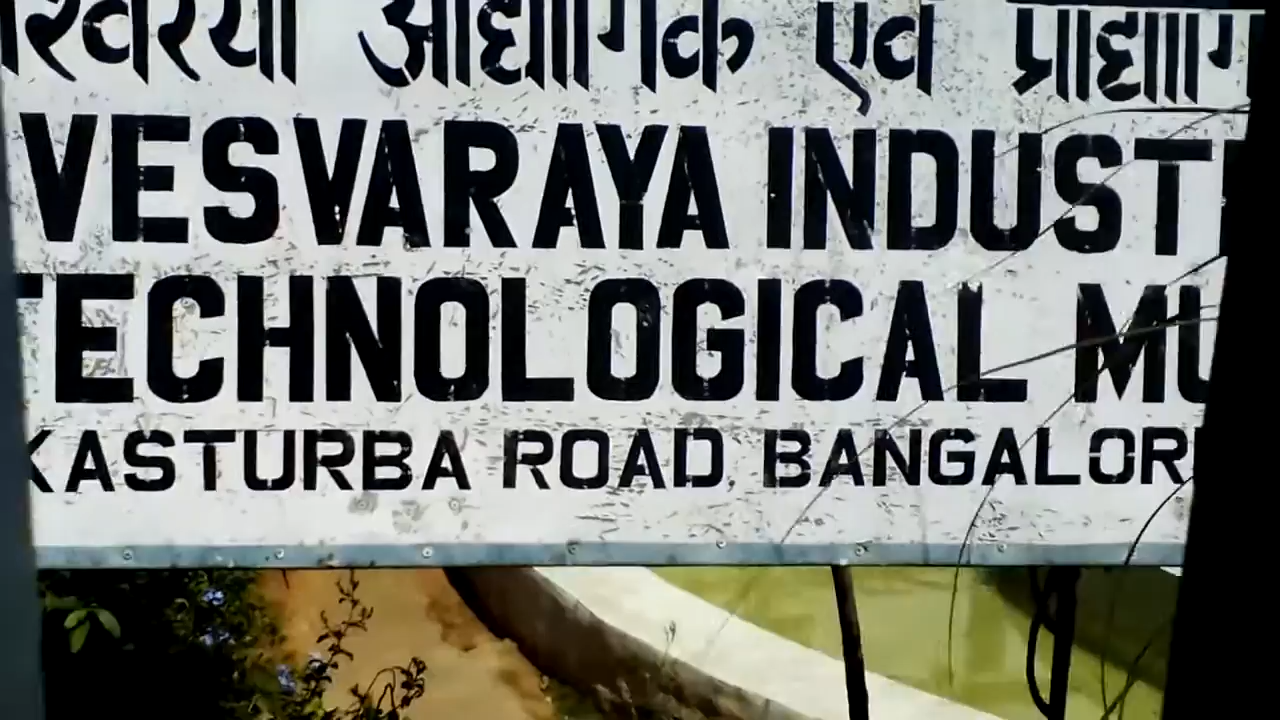 औद्योगिक एवं
VESVARAYA INDUST
TECHNOLOGICAL MU
KASTURBA ROAD, BANGALOR